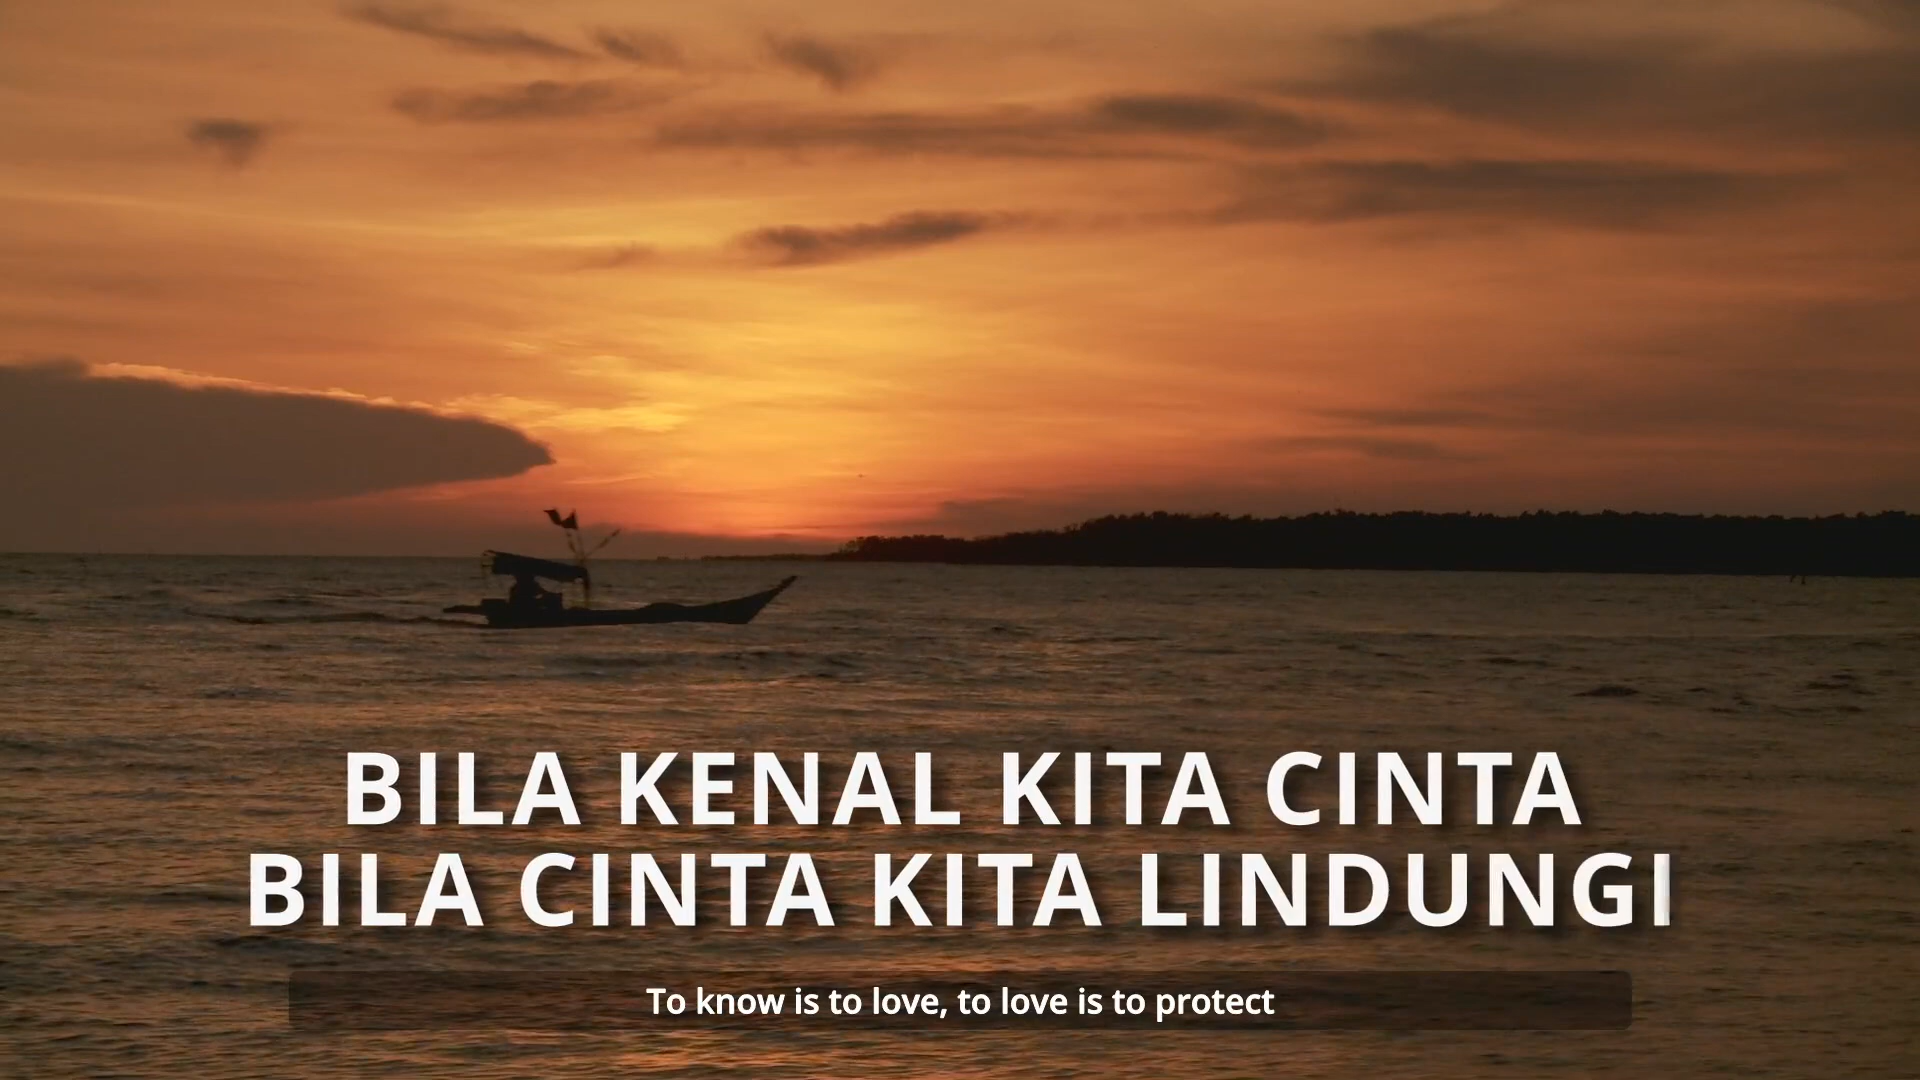 BILA KENAL KITA CINTA
BILA CINTA KITA LINDUNGI
To know is to love, to love is to protect